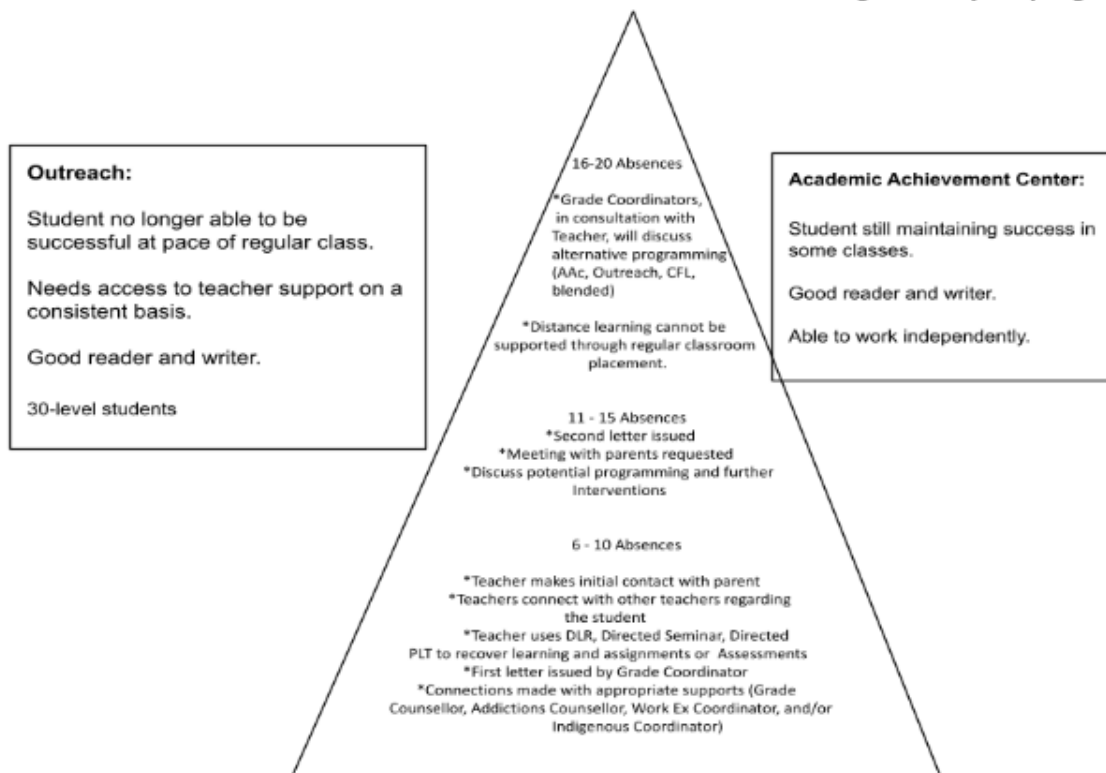 Outreach:
Student no longer able to be
successful at pace of regular class.
Needs access to teacher support on a
consistent basis.
Good reader and writer.
30-level students
16-20 Absences
*Grade Coordinators,
in consultation with
Teacher, will discuss
alternative programming
(AAc, Outreach, CFL,
blended)
*Distance learning cannot be
supported through regular classroom
placement.
11 - 15 Absences
*Second letter issued
*Meeting with parents requested
*Discuss potential programming and further
Interventions
6 - 10 Absences
*Teacher makes initial contact with parent
*Teachers connect with other teachers regarding
the student
*Teacher uses DLR, Directed Seminar, Directed
PLT to recover learning and assignments or Assessments
*First letter issued by Grade Coordinator
*Connections made with appropriate supports (Grade
Counsellor, Addictions Counsellor, Work Ex Coordinator, and/or
Indigenous Coordinator)
Academic Achievement Center:
Student still maintaining success in
some classes.
Good reader and writer.
Able to work independently.